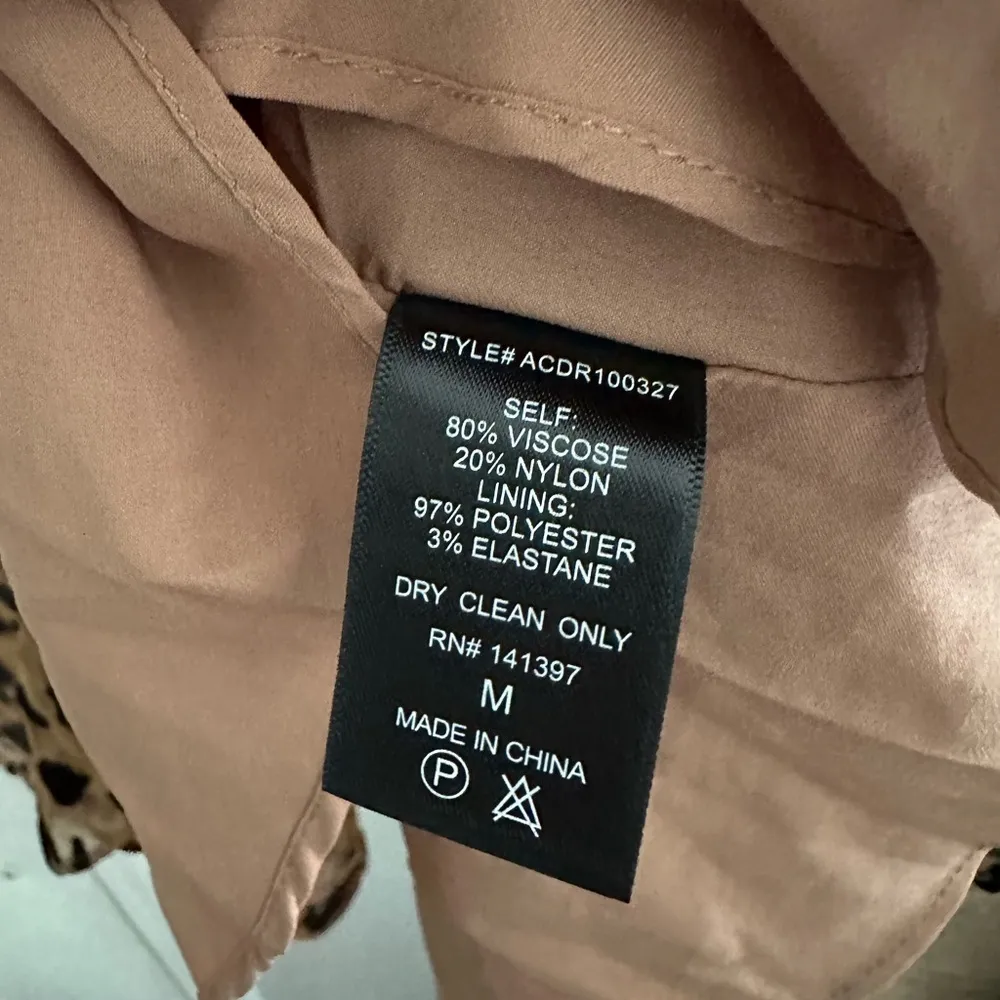 STYLE# ACDR100327
SELF:
80% VISCOSE
20% NYLON
LINING:
97% POLYESTER
3% ELASTANE
DRY CLEAN ONLY
RN# 141397
M
MADE IN CHINA
P